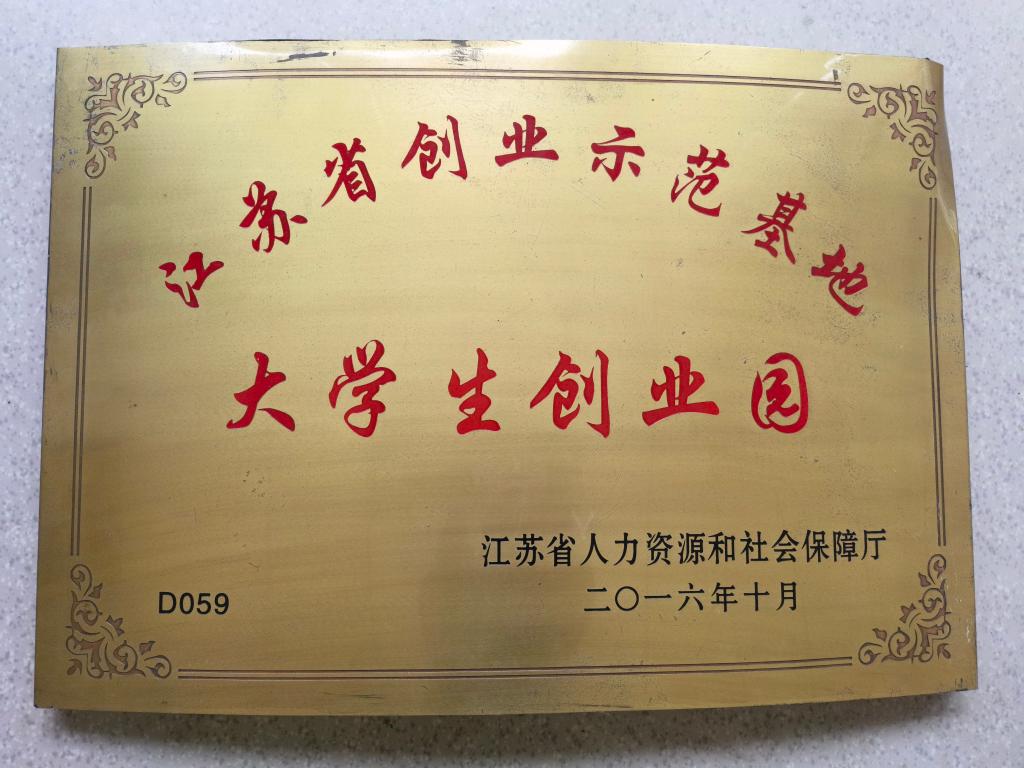 江苏省创业示范基地
大学生创业园
江苏省人力资源和社会保障厅
二〇一六年十月
D059